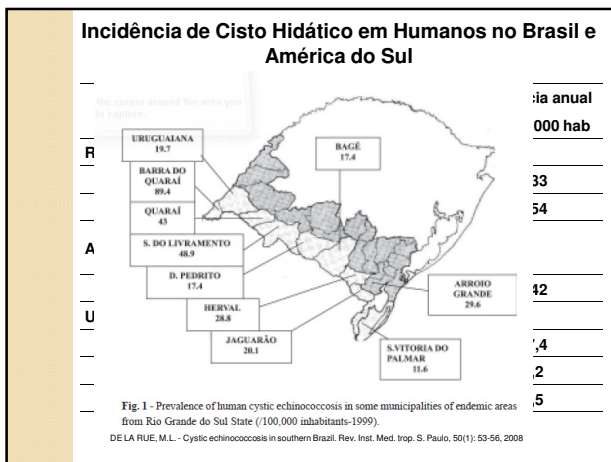 Incidência de Cisto Hidático em Humanos no Brasil e
América do Sul
the cursor around the area you
to capture.
cia anual
000 hab
R
33
54
A
42
U
7,4
,2
,5
URUGUAIANA
19.7
BARRA DO
QUARAÍ
89.4
QUARAÍ
43
S. DO LIVRAMENTO
48.9
D. PEDRITO
17.4
HERVAL
28.8
JAGUARÃO
20.1
BAGÉ
17.4
ARROIO
GRANDE
29.6
S.VITORIA DO
PALMAR
11.6
Fig. 1 - Prevalence of human cystic echinococcosis in some municipalities of endemic areas
from Rio Grande do Sul State (/100,000 inhabitants-1999).
DE LA RUE, M.L. - Cystic echinococcosis in southern Brazil. Rev. Inst. Med. trop. S. Paulo, 50(1): 53-56, 2008